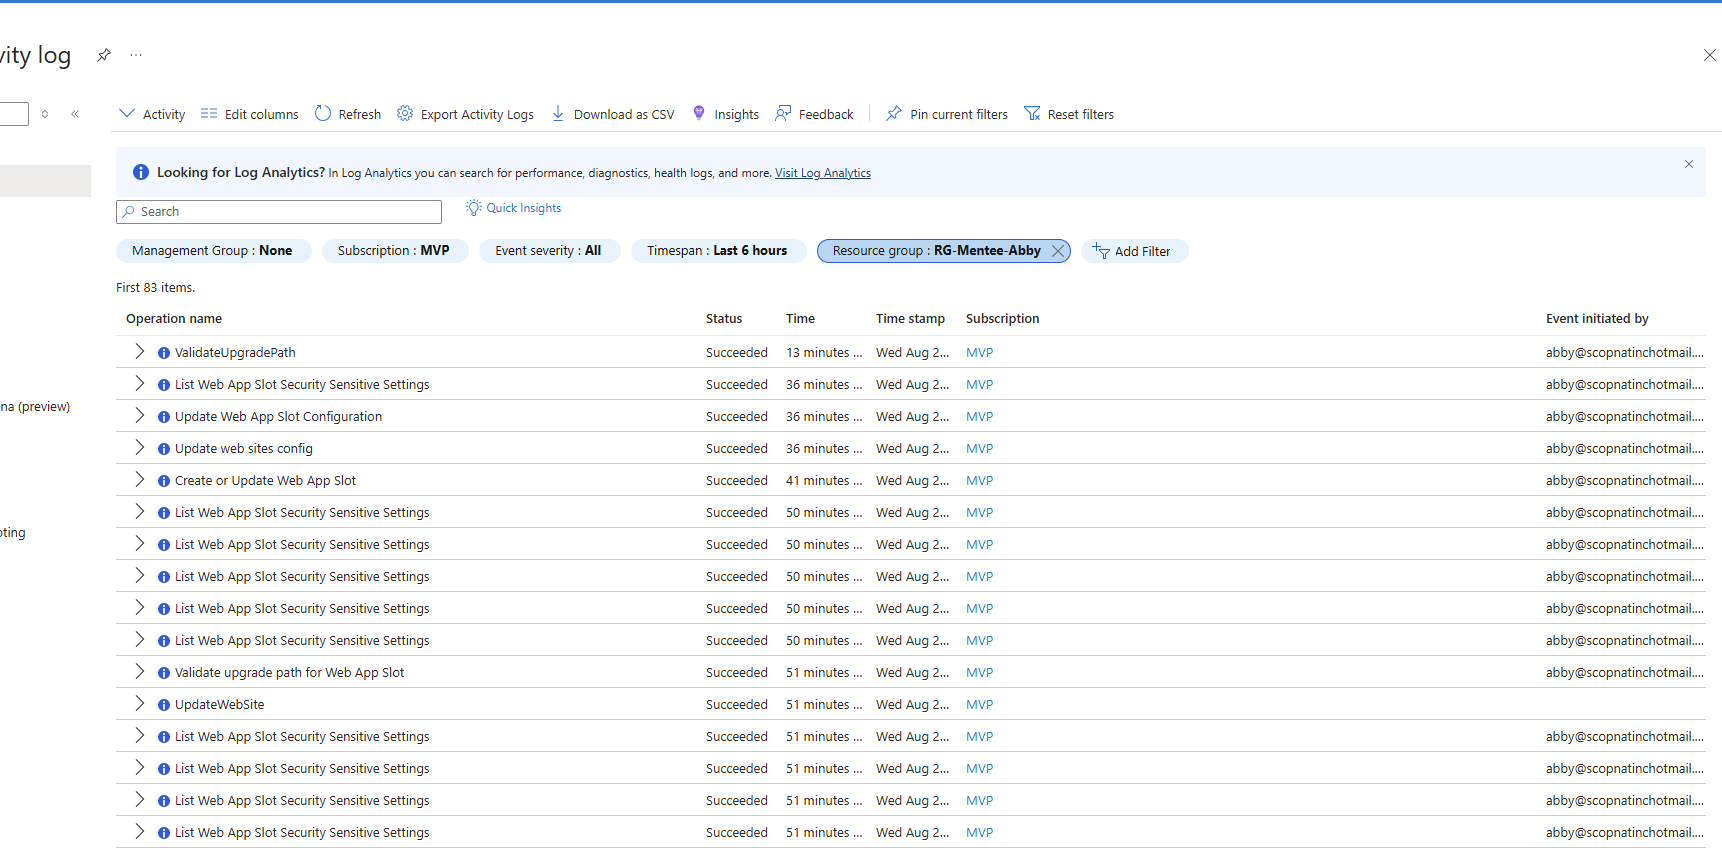 vity log
Activity Edit columns Refresh Export Activity Logs Download as CSV Insights Feedback Pin current filters Reset filters
Looking for Log Analytics? In Log Analytics you can search for performance, diagnostics, health logs, and more. Visit Log Analytics
Search Quick Insights
Management Group : None Subscription : MVP Event severity : All Timespan : Last 6 hours Resource group : RG-Mentee-Abby Add Filter
First 83 items.
Operation name Status Time Time stamp Subscription Event initiated by
ValidateUpgradePath Succeeded 13 minutes ... Wed Aug 2... MVP abby@scopnatinchotmail....
List Web App Slot Security Sensitive Settings Succeeded 36 minutes ... Wed Aug 2... MVP abby@scopnatinchotmail....
na (preview)
Update Web App Slot Configuration Succeeded 36 minutes ... Wed Aug 2... MVP abby@scopnatinchotmail....
Update web sites config Succeeded 36 minutes ... Wed Aug 2... MVP abby@scopnatinchotmail....
Create or Update Web App Slot Succeeded 41 minutes ... Wed Aug 2... MVP abby@scopnatinchotmail....
List Web App Slot Security Sensitive Settings Succeeded 50 minutes ... Wed Aug 2... MVP abby@scopnatinchotmail....
oting
List Web App Slot Security Sensitive Settings Succeeded 50 minutes ... Wed Aug 2... MVP abby@scopnatinchotmail....
List Web App Slot Security Sensitive Settings Succeeded 50 minutes ... Wed Aug 2... MVP abby@scopnatinchotmail....
List Web App Slot Security Sensitive Settings Succeeded 50 minutes ... Wed Aug 2... MVP abby@scopnatinchotmail....
List Web App Slot Security Sensitive Settings Succeeded 50 minutes ... Wed Aug 2... MVP abby@scopnatinchotmail....
Validate upgrade path for Web App Slot Succeeded 51 minutes ... Wed Aug 2... MVP abby@scopnatinchotmail....
UpdateWebSite Succeeded 51 minutes ... Wed Aug 2... MVP
List Web App Slot Security Sensitive Settings Succeeded 51 minutes ... Wed Aug 2... MVP abby@scopnatinchotmail....
List Web App Slot Security Sensitive Settings Succeeded 51 minutes ... Wed Aug 2... MVP abby@scopnatinchotmail....
List Web App Slot Security Sensitive Settings Succeeded 51 minutes ... Wed Aug 2... MVP abby@scopnatinchotmail....
List Web App Slot Security Sensitive Settings Succeeded 51 minutes ... Wed Aug 2... MVP abby@scopnatinchotmail....